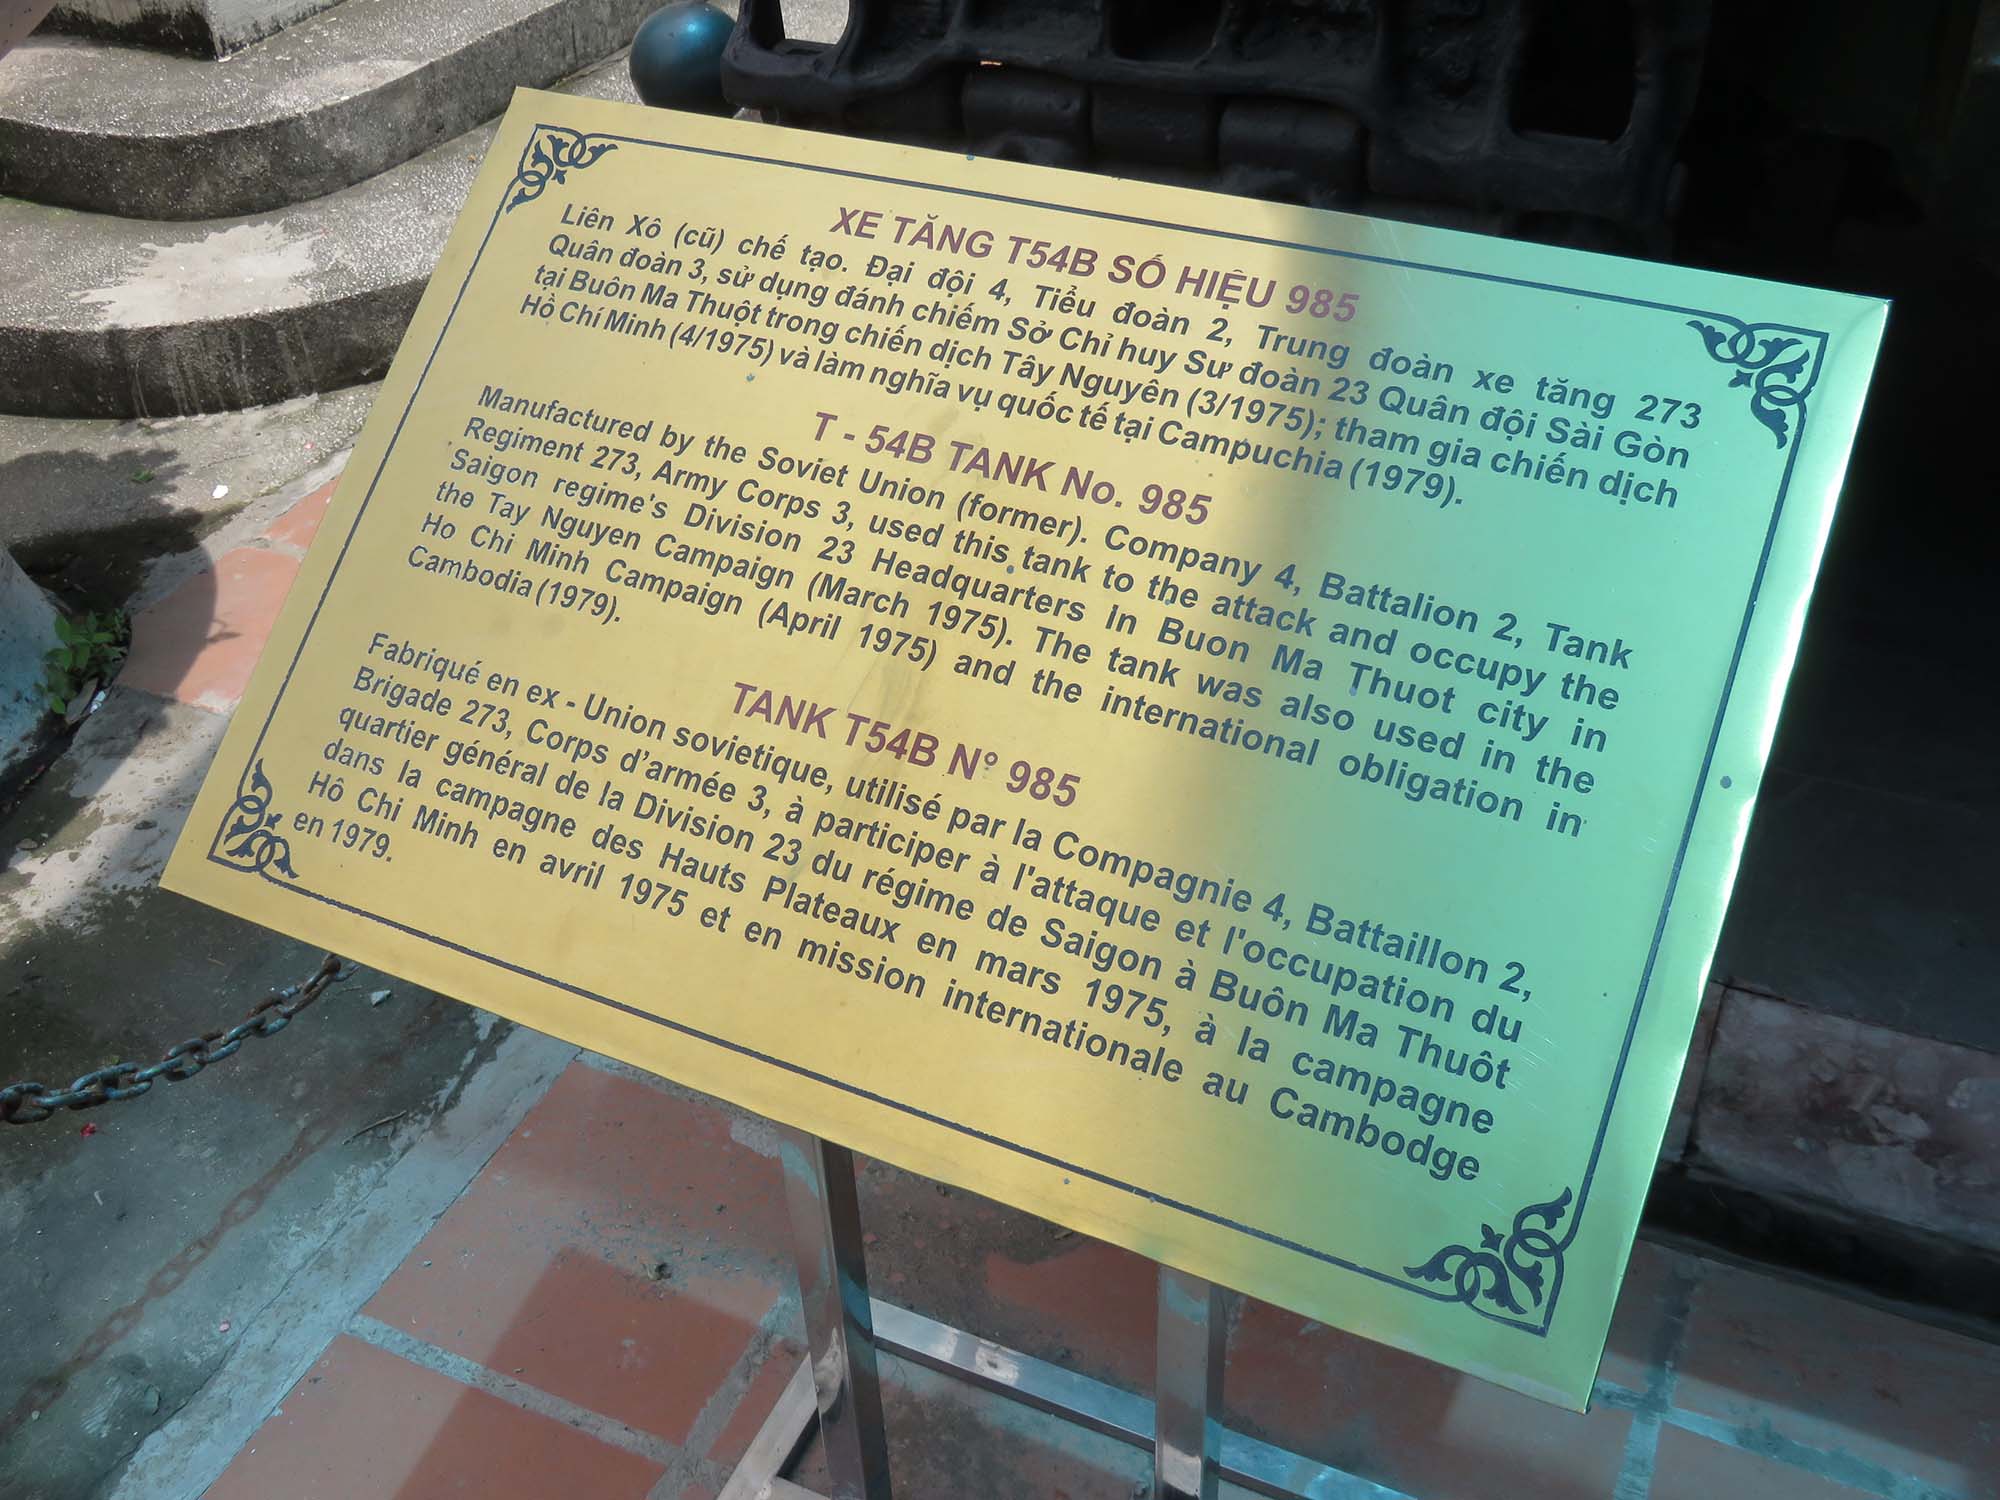 XE TĂNG T54B SỐ HIỆU 985
Liên Xô (cũ) chế tạo. Đại đội 4, Tiểu đoàn 2, Trung đoàn xe tăng 273
Quân đoàn 3, sử dụng đánh chiếm Sở Chỉ huy Sư đoàn 23 Quân đội Sài Gòn
tại Buôn Ma Thuột trong chiến dịch Tây Nguyên (3/1975); tham gia chiến dịch
Hồ Chí Minh (4/1975) và làm nghĩa vụ quốc tế tại Campuchia (1979).
T - 54B TANK No. 985
Manufactured by the Soviet Union (former). Company 4, Battalion 2, Tank
Regiment 273, Army Corps 3, used this tank to the attack and occupy the
Saigon regime's Division 23 Headquarters in Buon Ma Thuot city in
the Tay Nguyen Campaign (March 1975). The tank was also used in the
Ho Chi Minh Campaign (April 1975) and the international obligation in
Cambodia (1979).
TANK T54B N° 985
Fabriqué en ex - Union sovietique, utilisé par la Compagnie 4, Battaillon 2,
Brigade 273, Corps d'armée 3, à participer à l'attaque et l'occupation du
quartier général de la Division 23 du régime de Saigon à Buôn Ma Thuôt
dans la campagne des Hauts Plateaux en mars 1975, à la campagne
Hô Chi Minh en avril 1975 et en mission internationale au Cambodge
en 1979.